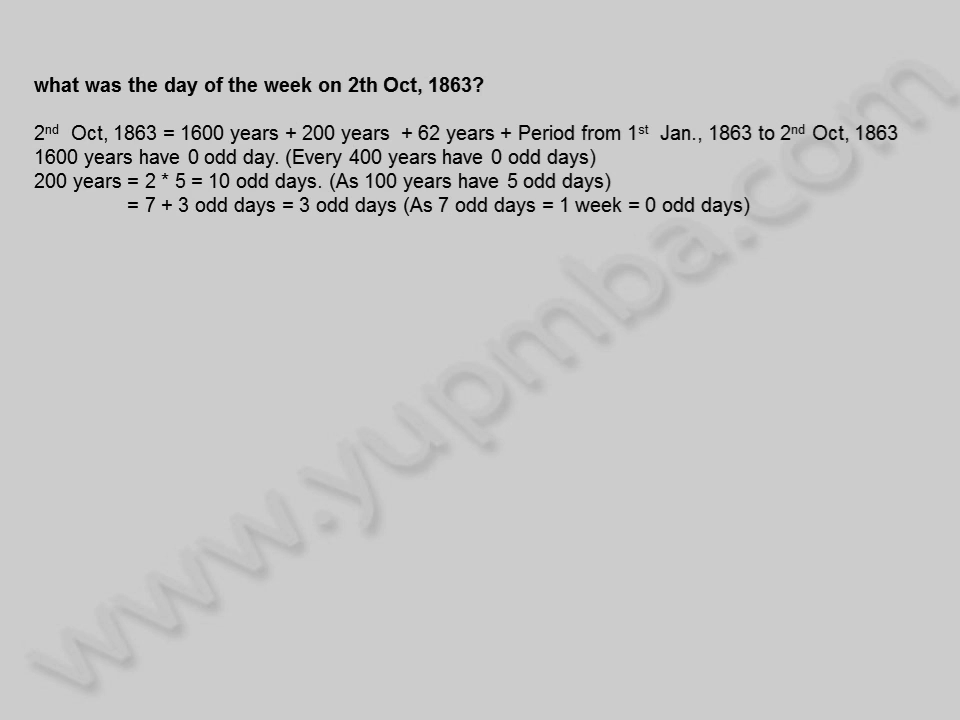 what was the day of the week on 2th Oct, 1863?
2nd Oct, 1863 = 1600 years + 200 years + 62 years + Period from 1st Jan., 1863 to 2nd Oct, 1863
1600 years have 0 odd day. (Every 400 years have 0 odd days)
200 years = 2 * 5 = 10 odd days. (As 100 years have 5 odd days)
= 7 + 3 odd days = 3 odd days (As 7 odd days = 1 week = 0 odd days)
www.yupmba.com